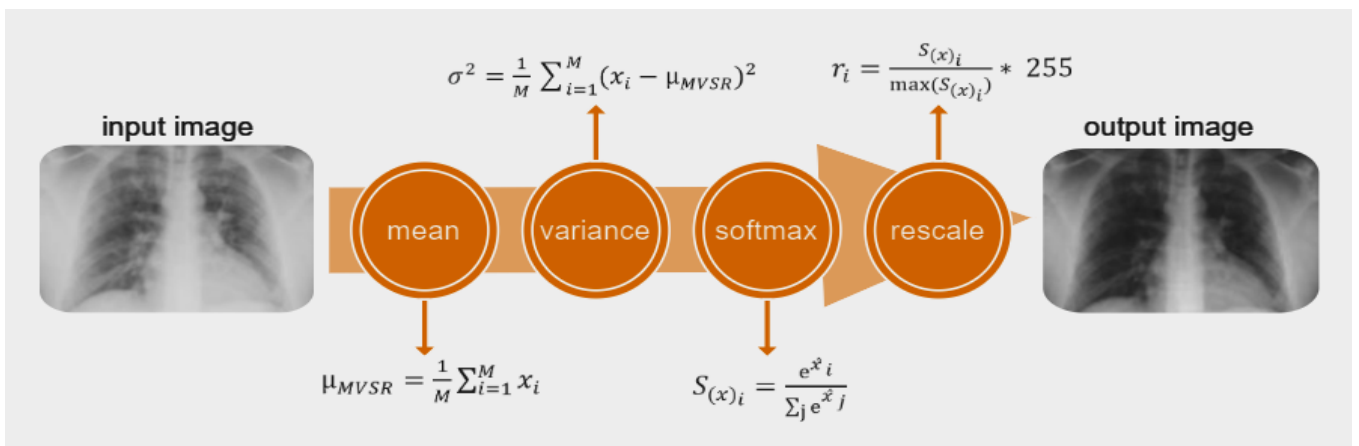 σ² = 1/M ∑ᵢ₌₁ᴹ (xᵢ − μ_MVSR)²
rᵢ = S₍ₓ₎ᵢ / max(S₍ₓ₎ᵢ) * 255
input image
output image
mean
variance
softmax
rescale
μ_MVSR = 1/M ∑ᵢ₌₁ᴹ xᵢ
S₍ₓ₎ᵢ = e^x̂ i / ∑ⱼ e^x̂ j